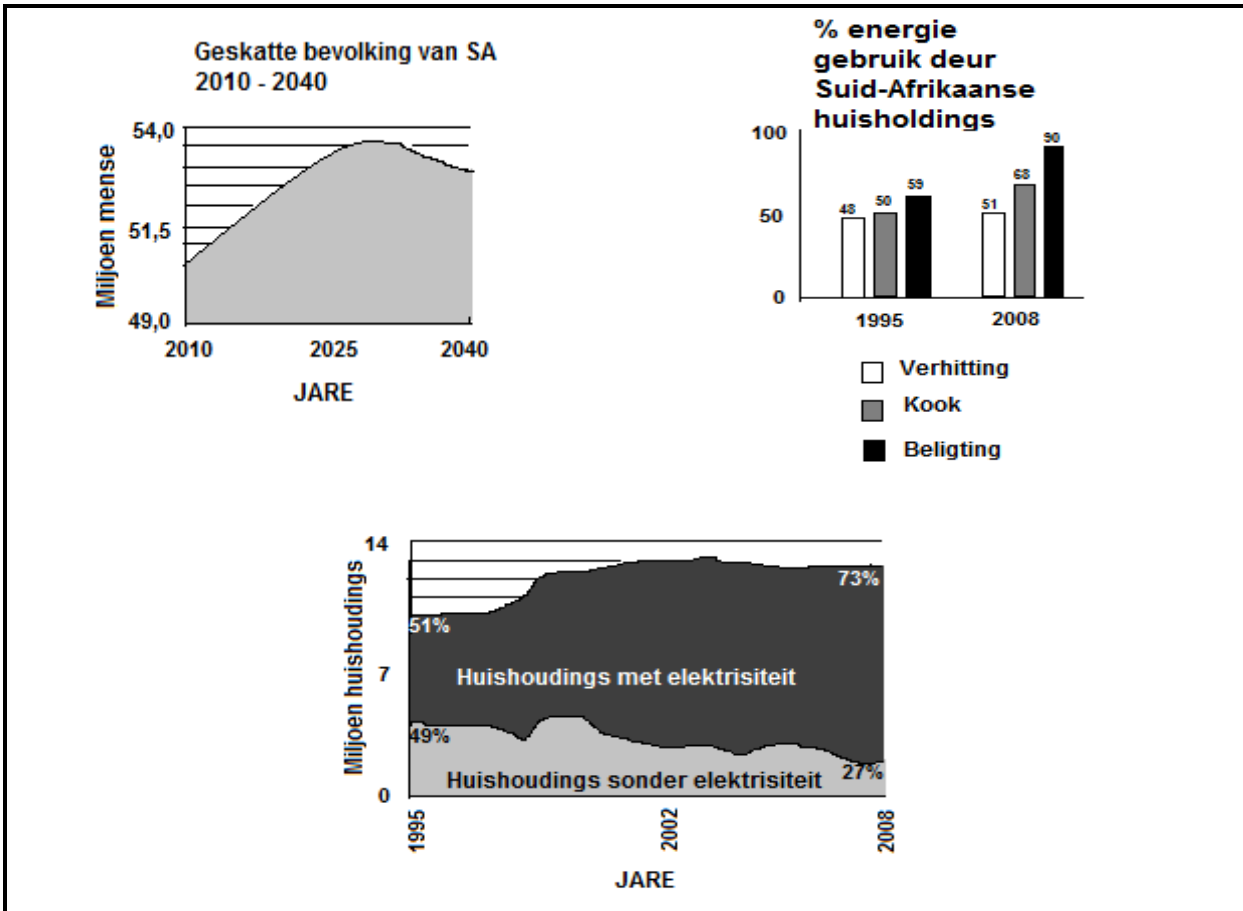 Geskatte bevolking van SA
2010 - 2040
54,0
51,5
49,0
Miljoen mense
2010 2025 2040
JARE
% energie
gebruik deur
Suid-Afrikaanse
huisholdings
100
50
0
48 50 59
51 68 90
1995 2008
Verhitting
Kook
Beligting
14
7
0
Miljoen huishoudings
51%
73%
Huishoudings met elektrisiteit
49%
27%
Huishoudings sonder elektrisiteit
1995 2002 2008
JARE